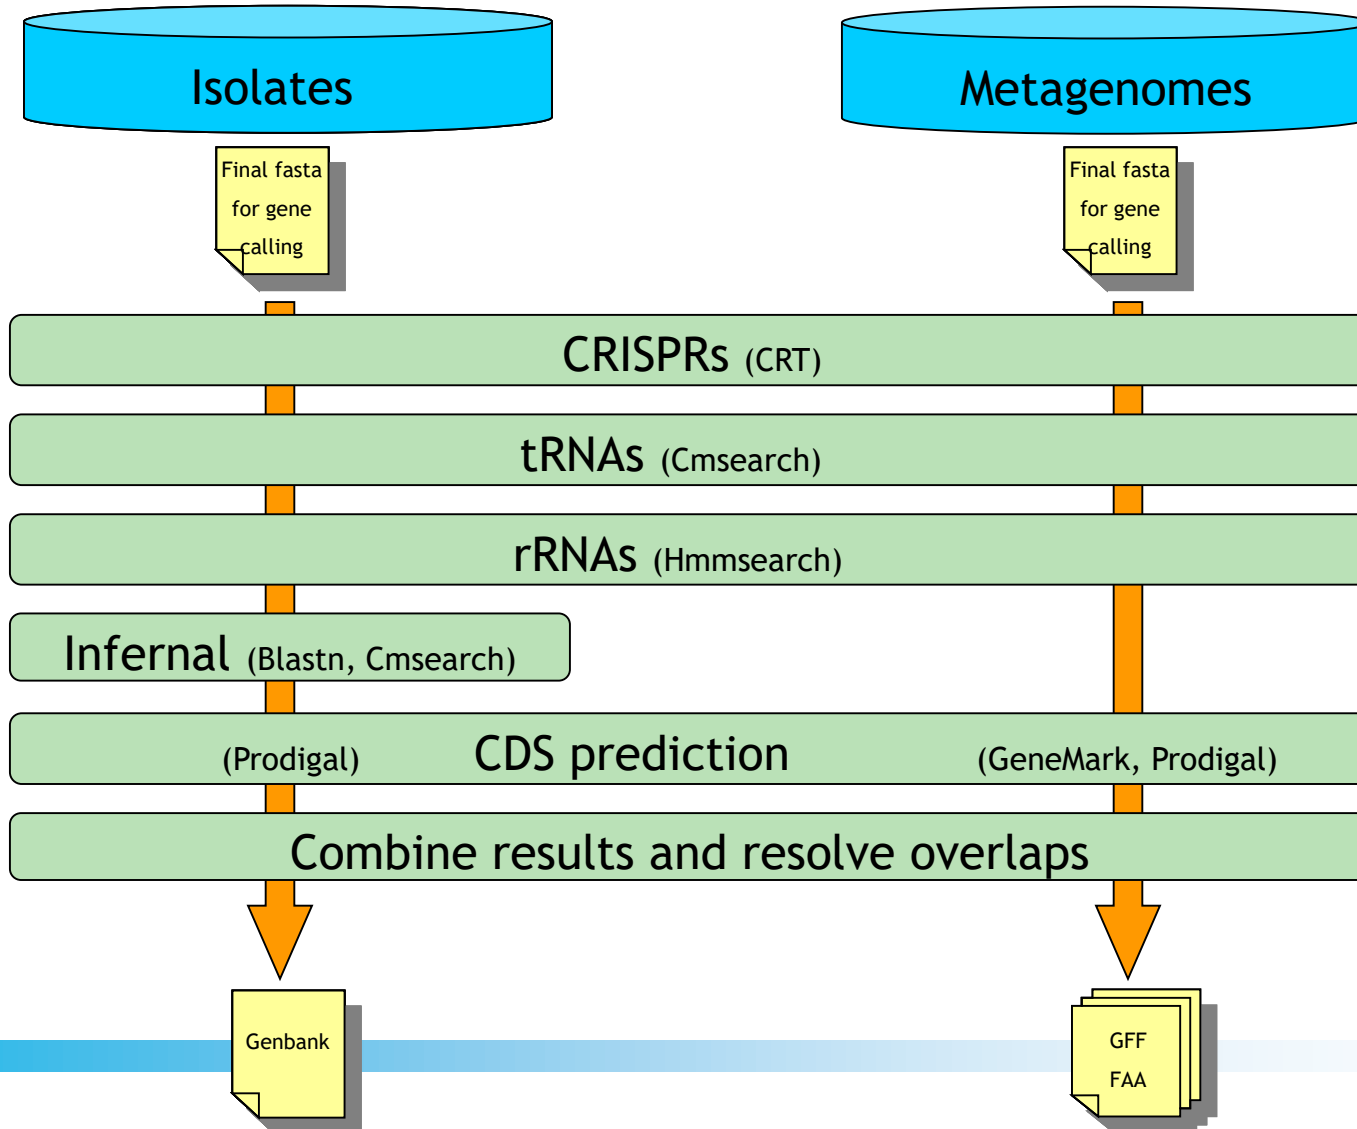 Isolates
Metagenomes
Final fasta
for gene
calling
Final fasta
for gene
calling
CRISPRs (CRT)
tRNAs (Cmsearch)
rRNAs (Hmmsearch)
Infernal (Blastn, Cmsearch)
(Prodigal) CDS prediction (GeneMark, Prodigal)
Combine results and resolve overlaps
Genbank
GFF
FAA